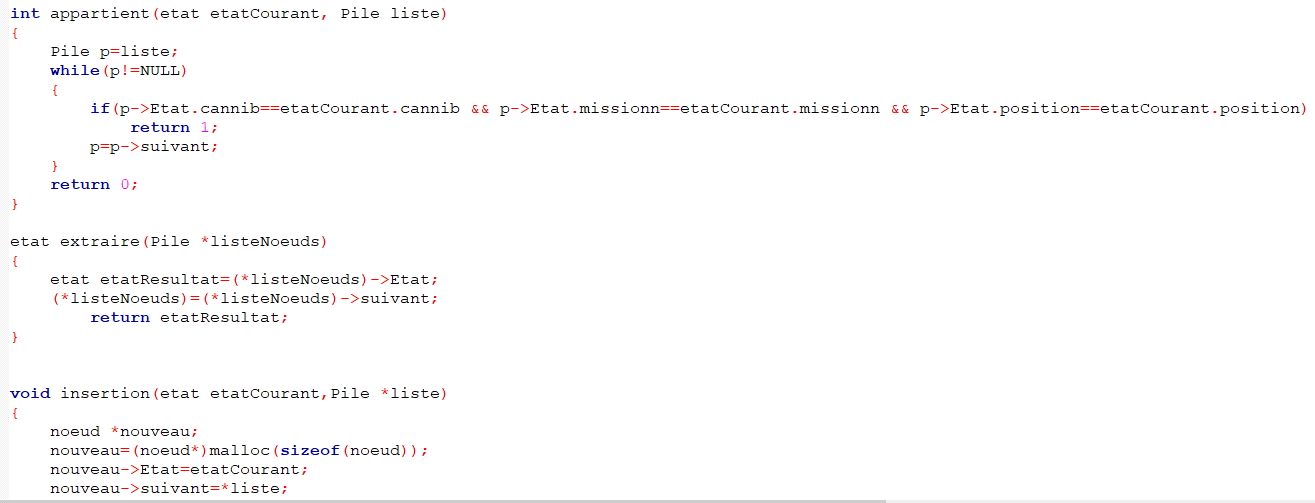 int appartient(etat etatCourant, Pile liste)
{
    Pile p=liste;
    while(p!=NULL)
    {
        if(p->Etat.cannib==etatCourant.cannib && p->Etat.missionn==etatCourant.missionn && p->Etat.position==etatCourant.position)
            return 1;
        p=p->suivant;
    }
    return 0;
}

etat extraire(Pile *listeNoeuds)
{
    etat etatResultat=(*listeNoeuds)->Etat;
    (*listeNoeuds)=(*listeNoeuds)->suivant;
        return etatResultat;
}

void insertion(etat etatCourant,Pile *liste)
{
    noeud *nouveau;
    nouveau=(noeud*)malloc(sizeof(noeud));
    nouveau->Etat=etatCourant;
    nouveau->suivant=*liste;